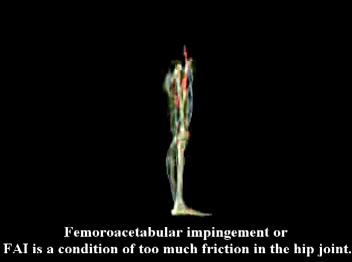 Femoroacetabular impingement or
FAI is a condition of too much friction in the hip joint.